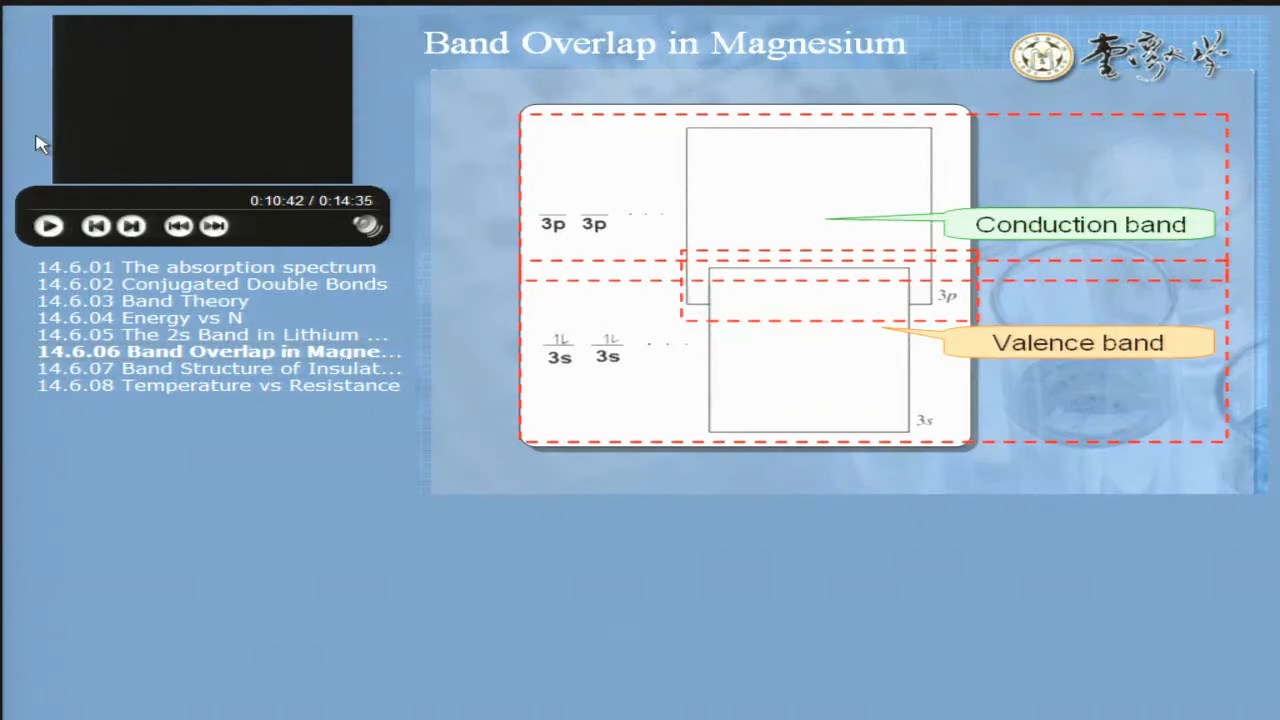 Band Overlap in Magnesium
臺灣大學
0:10:42 / 0:14:35
14.6.01 The absorption spectrum
14.6.02 Conjugated Double Bonds
14.6.03 Band Theory
14.6.04 Energy vs N
14.6.05 The 2s Band in Lithium ...
14.6.06 Band Overlap in Magne...
14.6.07 Band Structure of Insulat...
14.6.08 Temperature vs Resistance
3p 3p . . .
Conduction band
3p
Valence band
1L 1L
3s 3s . . .
3s